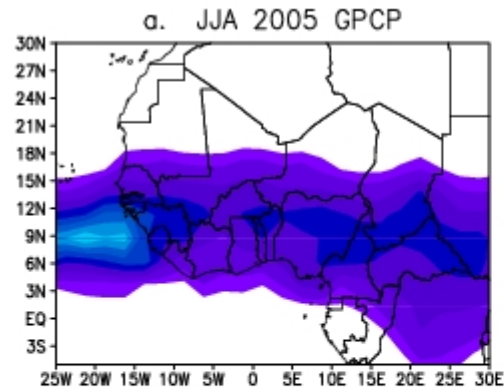 a. JJA 2005 GPCP
30N
27N
24N
21N
18N
15N
12N
9N
6N
3N
EQ
3S
25W 20W 15W 10W 5W 0 5E 10E 15E 20E 25E 30E